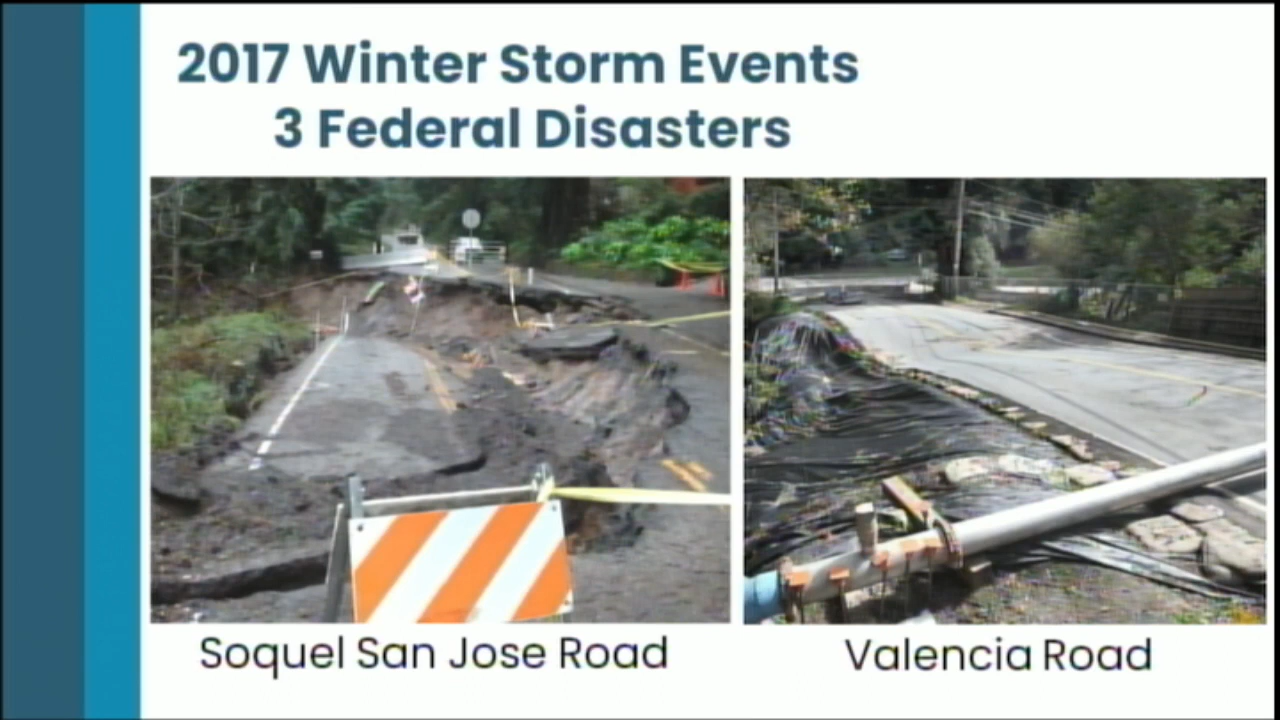 2017 Winter Storm Events
3 Federal Disasters
Soquel San Jose Road
Valencia Road